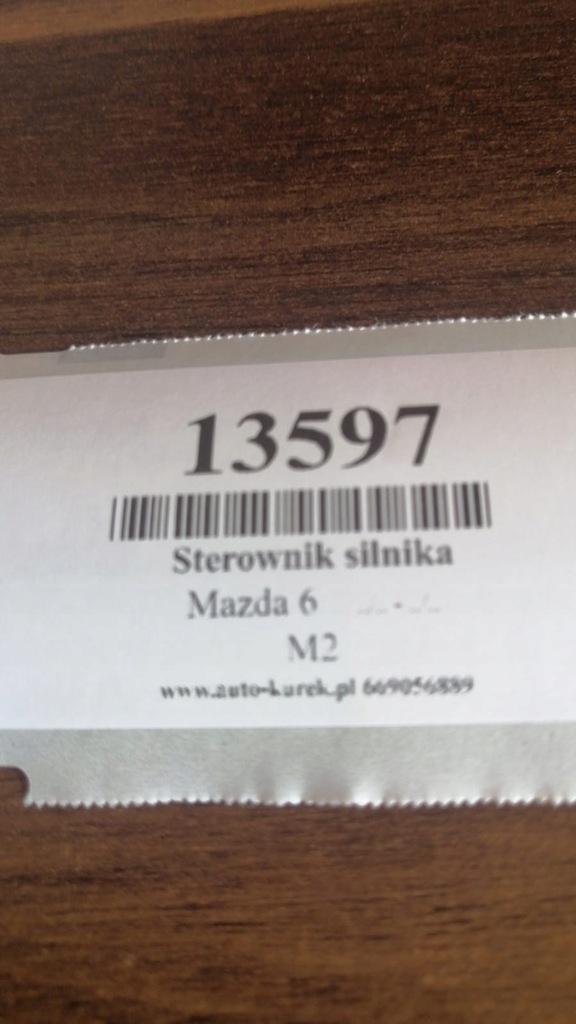 13597
Sterownik silnika
Mazda 6
M2
www.auto-kurek.pl 669056889